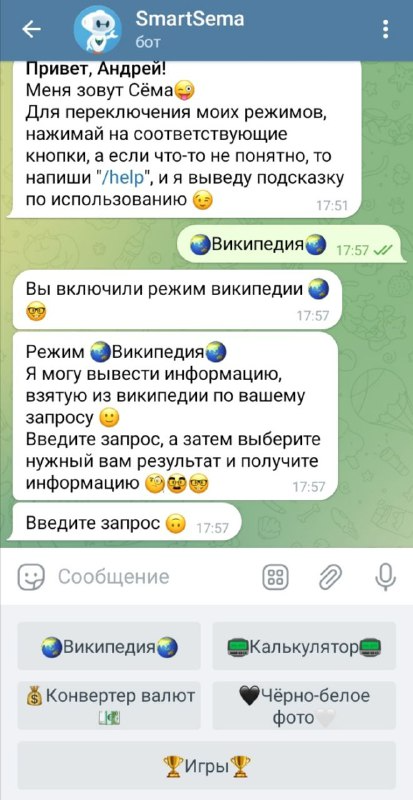 SmartSema
бот
Привет, Андрей!
Меня зовут Сёма😜
Для переключения моих режимов,
нажимай на соответствующие
кнопки, а если что-то не понятно, то
напиши "/help", и я выведу подсказку
по использованию 😉
17:51
🌏Википедия🌏 17:57
Вы включили режим википедии 🌏
🤓
17:57
Режим 🌏Википедия🌏
Я могу вывести информацию,
взятую из википедии по вашему
запросу 🙂
Введите запрос, а затем выберите
нужный вам результат и получите
информацию 🧐🥸🤓
17:57
Введите запрос 🙃 17:57
Сообщение
🌏Википедия🌏
📟Калькулятор📟
💰Конвертер валют
💵
🖤Чёрно-белое
фото🤍
🏆Игры🏆